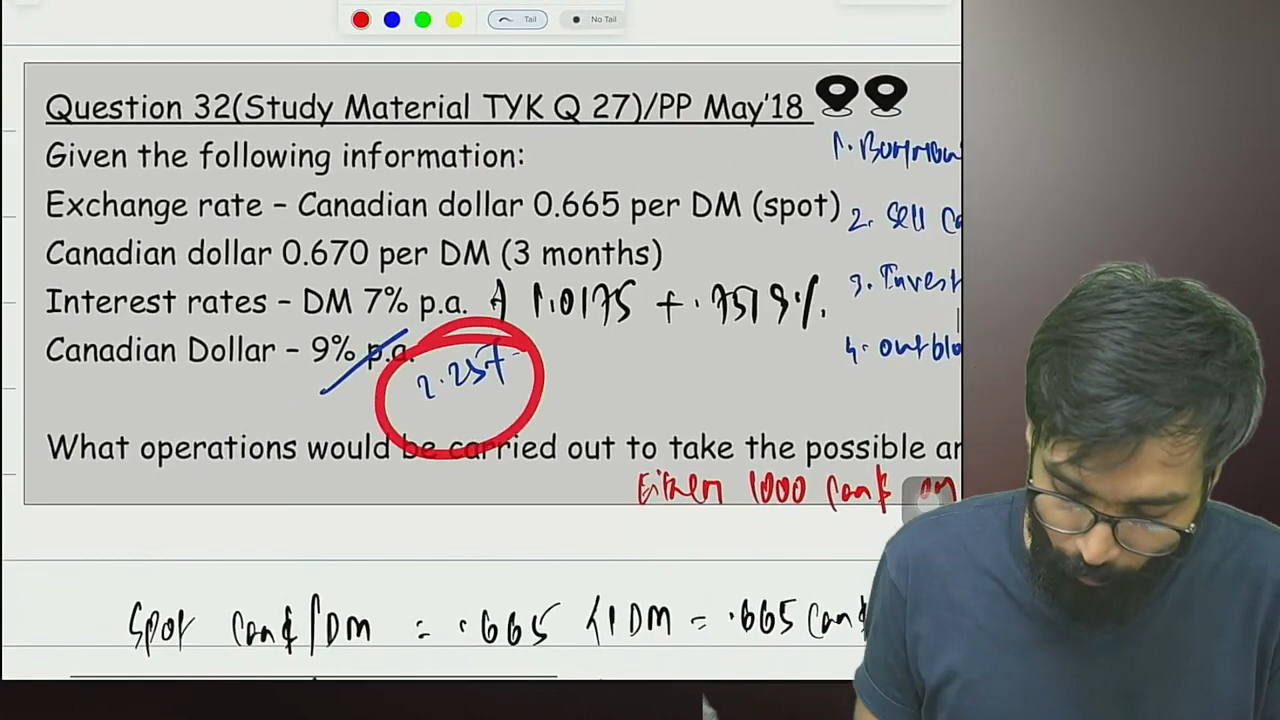 Tail
No Tail
Question 32(Study Material TYK Q 27)/PP May'18
Given the following information:
1. Borrow
Exchange rate – Canadian dollar 0.665 per DM (spot)
2. Sell
Canadian dollar 0.670 per DM (3 months)
3. Invest
Interest rates – DM 7% p.a. 1.0175 + .7519%
4. outflo
Canadian Dollar – 9% p.a.
2.25%
What operations would be carried out to take the possible ar
Either 1000 Can$ or
Spot Can$/DM = .665 1DM = .665 Can$